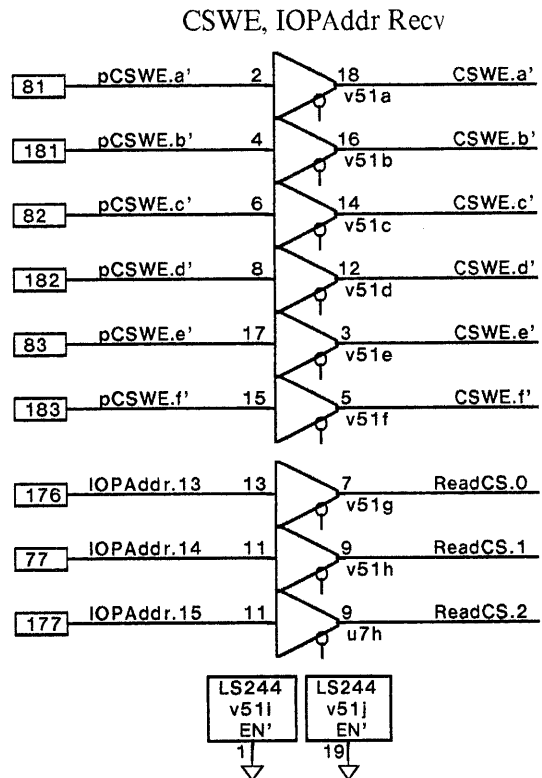 CSWE, IOPAddr Recv
81 pCSWE.a' 2 18 v51a CSWE.a'
181 pCSWE.b' 4 16 v51b CSWE.b'
82 pCSWE.c' 6 14 v51c CSWE.c'
182 pCSWE.d' 8 12 v51d CSWE.d'
83 pCSWE.e' 17 3 v51e CSWE.e'
183 pCSWE.f' 15 5 v51f CSWE.f'
176 IOPAddr.13 13 7 v51g ReadCS.0
77 IOPAddr.14 11 9 v51h ReadCS.1
177 IOPAddr.15 11 9 u7h ReadCS.2
LS244 LS244
v51i v51j
EN' EN'
1 19